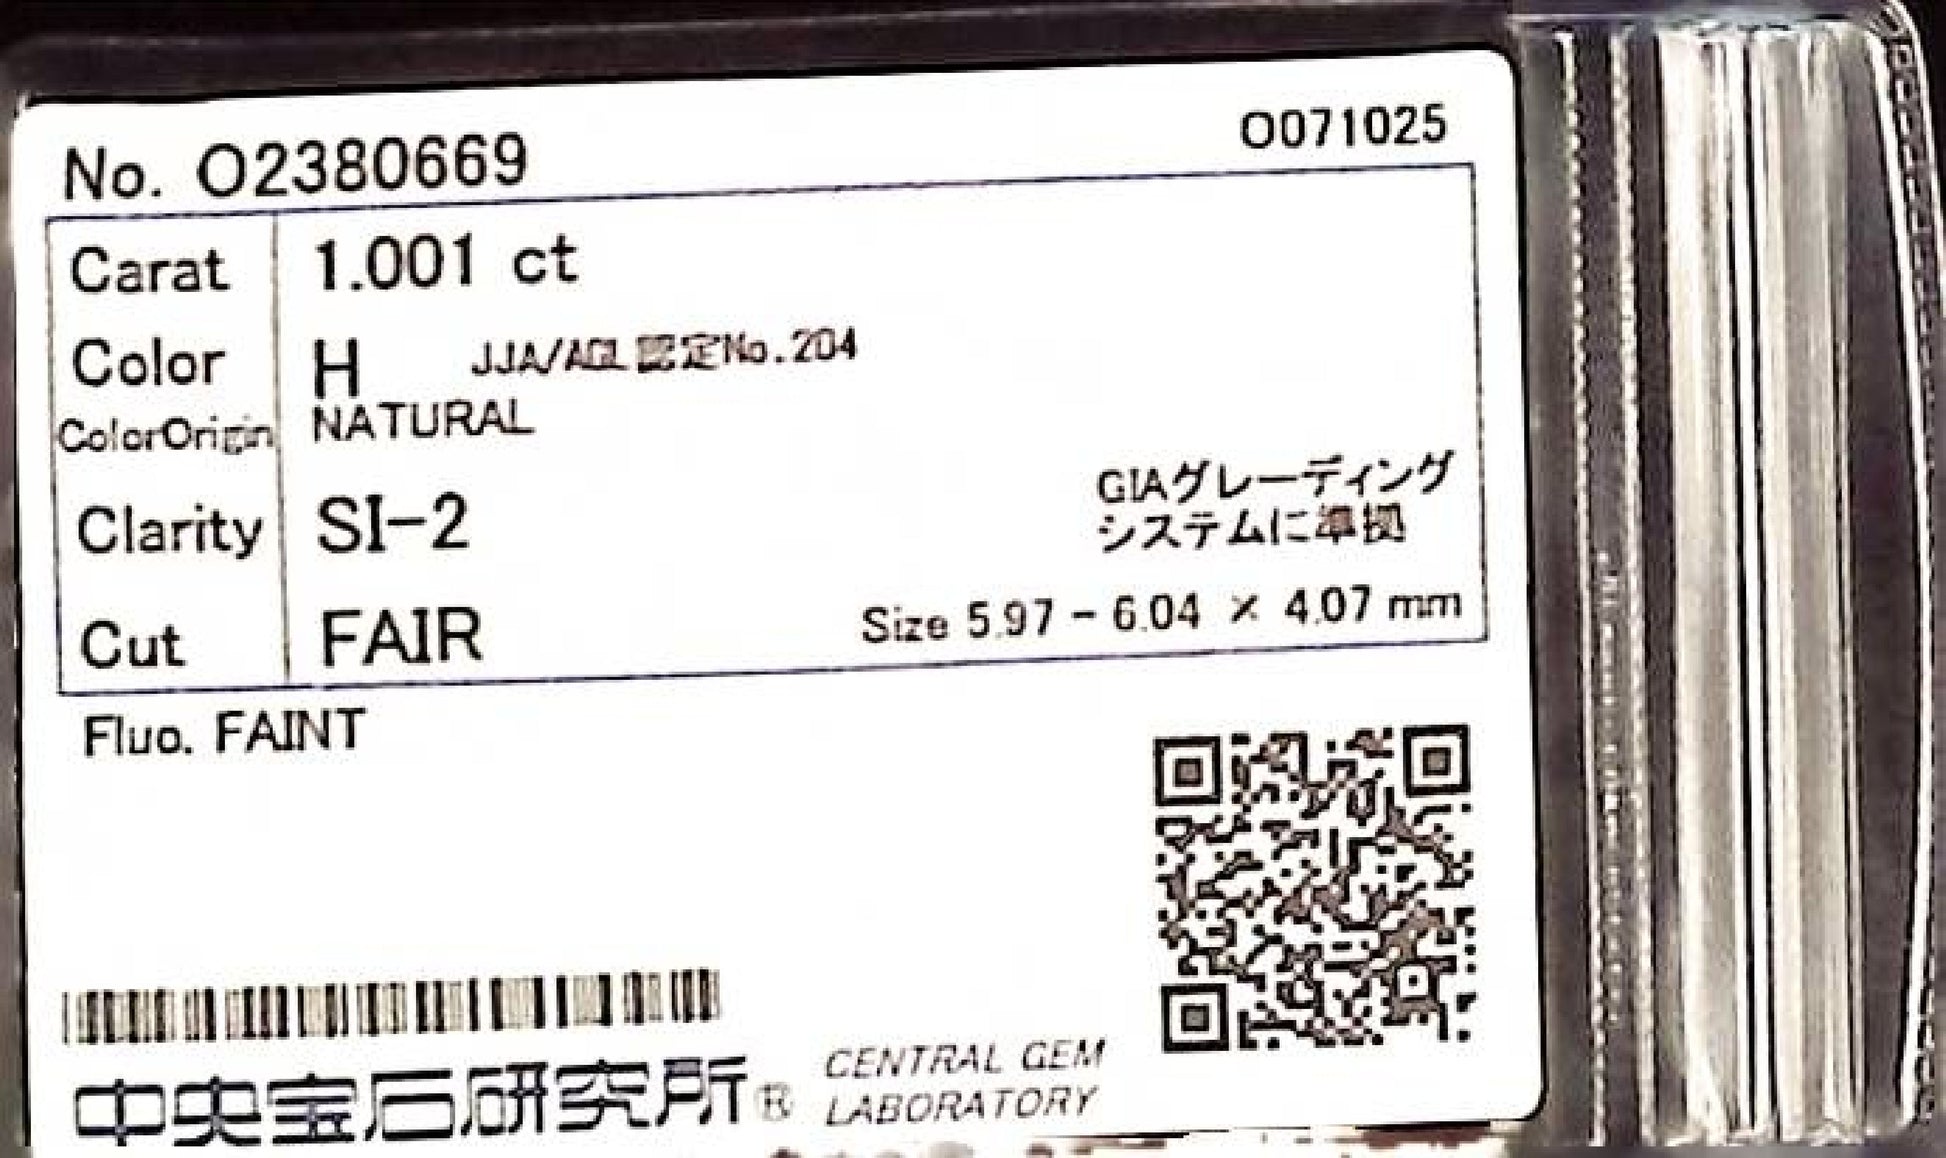 No. O2380669
O071025
Carat 1.001 ct
Color H JJA/AGL認定No.204
ColorOrigin NATURAL
Clarity SI-2
GIAグレーディング
システムに準拠
Cut FAIR
Size 5.97 - 6.04 × 4.07 mm
Fluo. FAINT
中央宝石研究所®
CENTRAL GEM
LABORATORY